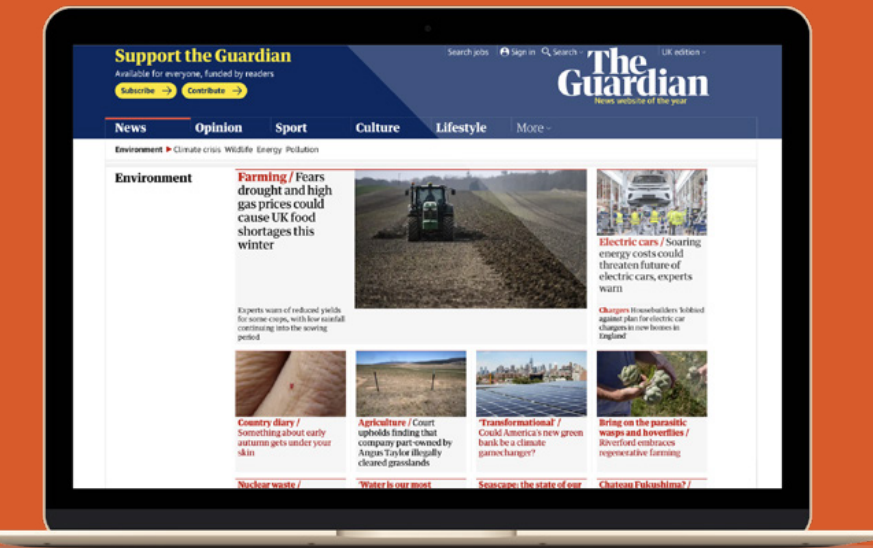 Support the Guardian
Available for everyone, funded by readers
Subscribe →
Contribute →
Search jobs
Sign in
Search
UK edition
The
Guardian
News website of the year
News
Opinion
Sport
Culture
Lifestyle
More
Environment
Climate crisis
Wildlife
Energy
Pollution
Environment
Farming / Fears
drought and high
gas prices could
cause UK food
shortages this
winter
Experts warn of reduced yields
for some crops, with low rainfall
continuing into the sowing
period
Electric cars / Soaring
energy costs could
threaten future of
electric cars, experts
warn
Chargers Housebuilders 'lobbied
against plan for electric car
chargers in new homes in
England'
Country diary /
Something about early
autumn gets under your
skin
Agriculture / Court
upholds finding that
company part-owned by
Angus Taylor illegally
cleared grasslands
'Transformational' /
Could America's new green
bank be a climate
gamechanger?
Bring on the parasitic
wasps and hoverflies /
Riverford embraces
regenerative farming
Nuclear waste /
'Water is our most
Seascape: the state of our
Chateau Fukushima? /